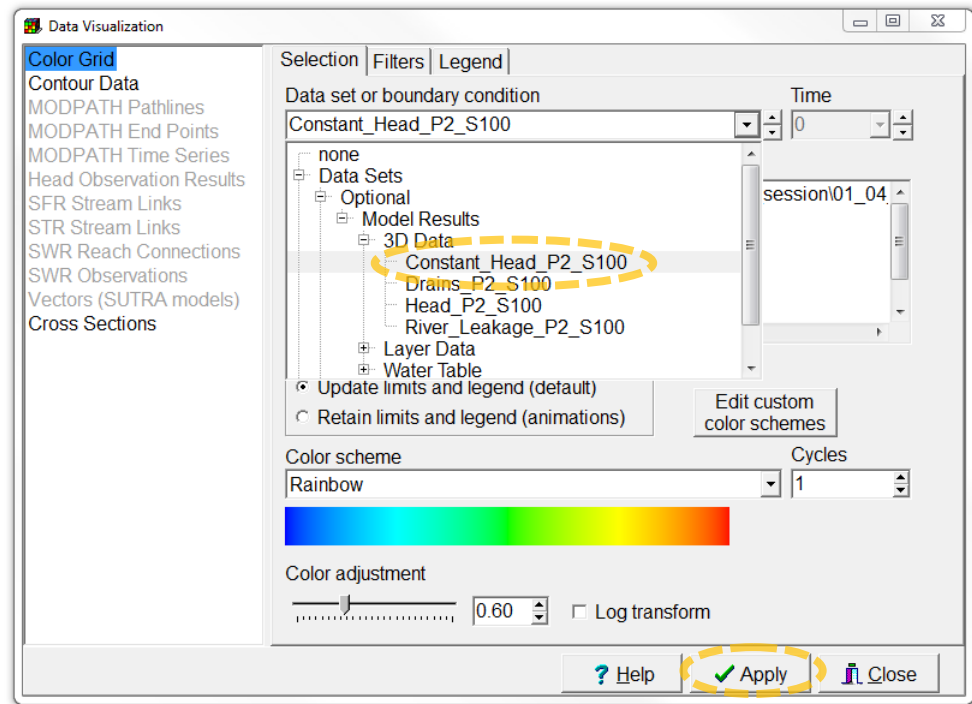 Data Visualization
Color Grid
Contour Data
MODPATH Pathlines
MODPATH End Points
MODPATH Time Series
Head Observation Results
SFR Stream Links
STR Stream Links
SWR Reach Connections
SWR Observations
Vectors (SUTRA models)
Cross Sections
Selection Filters Legend
Data set or boundary condition Time
Constant_Head_P2_S100 0
none
Data Sets
Optional
Model Results
3D Data
Constant_Head_P2_S100
Drains_P2_S100
Head_P2_S100
River_Leakage_P2_S100
Layer Data
Water Table
session\01_04_
Update limits and legend (default)
Retain limits and legend (animations)
Edit custom
color schemes
Color scheme Cycles
Rainbow 1
Color adjustment
0.60 Log transform
? Help Apply Close